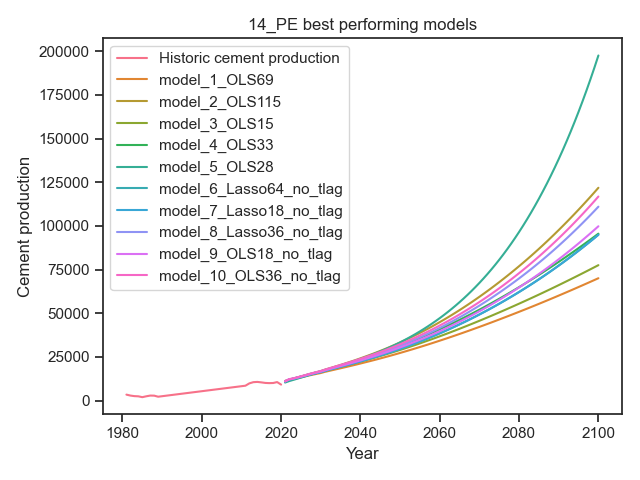 14_PE best performing models
Cement production
200000
175000
150000
125000
100000
75000
50000
25000
0
Historic cement production
model_1_OLS69
model_2_OLS115
model_3_OLS15
model_4_OLS33
model_5_OLS28
model_6_Lasso64_no_tlag
model_7_Lasso18_no_tlag
model_8_Lasso36_no_tlag
model_9_OLS18_no_tlag
model_10_OLS36_no_tlag
1980 2000 2020 2040 2060 2080 2100
Year